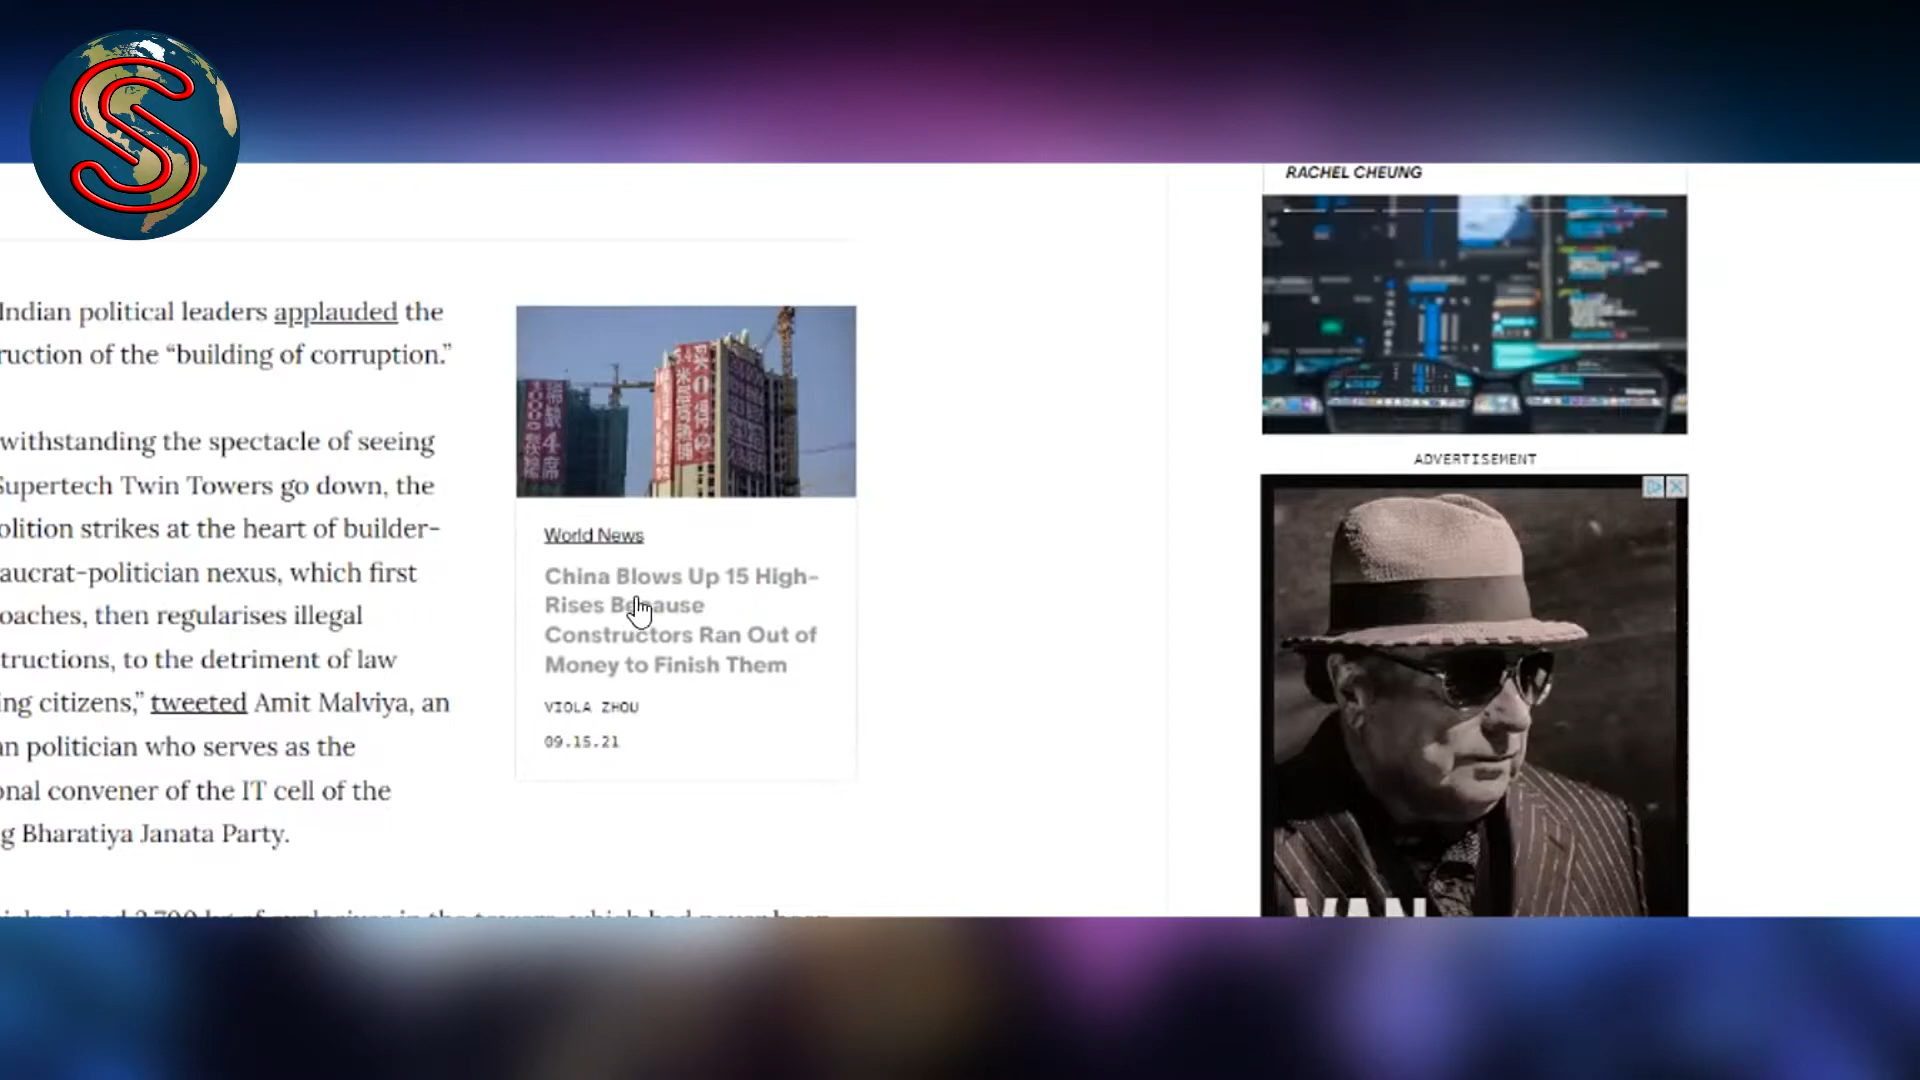 S
Indian political leaders applauded the
ruction of the “building of corruption.”
withstanding the spectacle of seeing
Supertech Twin Towers go down, the
olition strikes at the heart of builder-
aucrat-politician nexus, which first
oaches, then regularises illegal
tructions, to the detriment of law
ing citizens,” tweeted Amit Malviya, an
an politician who serves as the
onal convener of the IT cell of the
g Bharatiya Janata Party.
World News
China Blows Up 15 High-
Rises Because
Constructors Ran Out of
Money to Finish Them
VIOLA ZHOU
09.15.21
RACHEL CHEUNG
ADVERTISEMENT
VAN